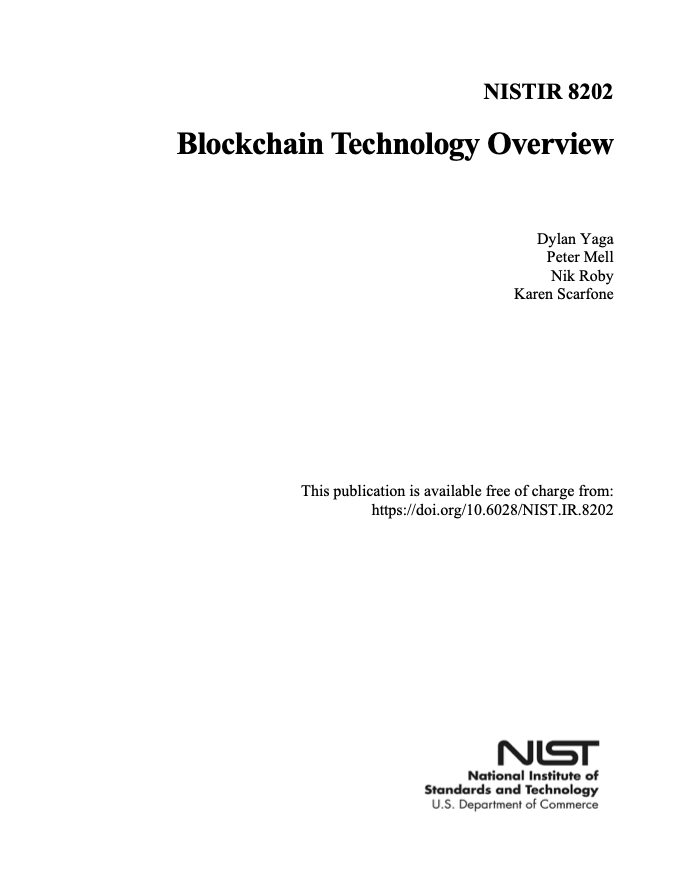 NISTIR 8202
Blockchain Technology Overview
Dylan Yaga
Peter Mell
Nik Roby
Karen Scarfone
This publication is available free of charge from:
https://doi.org/10.6028/NIST.IR.8202
NIST
National Institute of
Standards and Technology
U.S. Department of Commerce